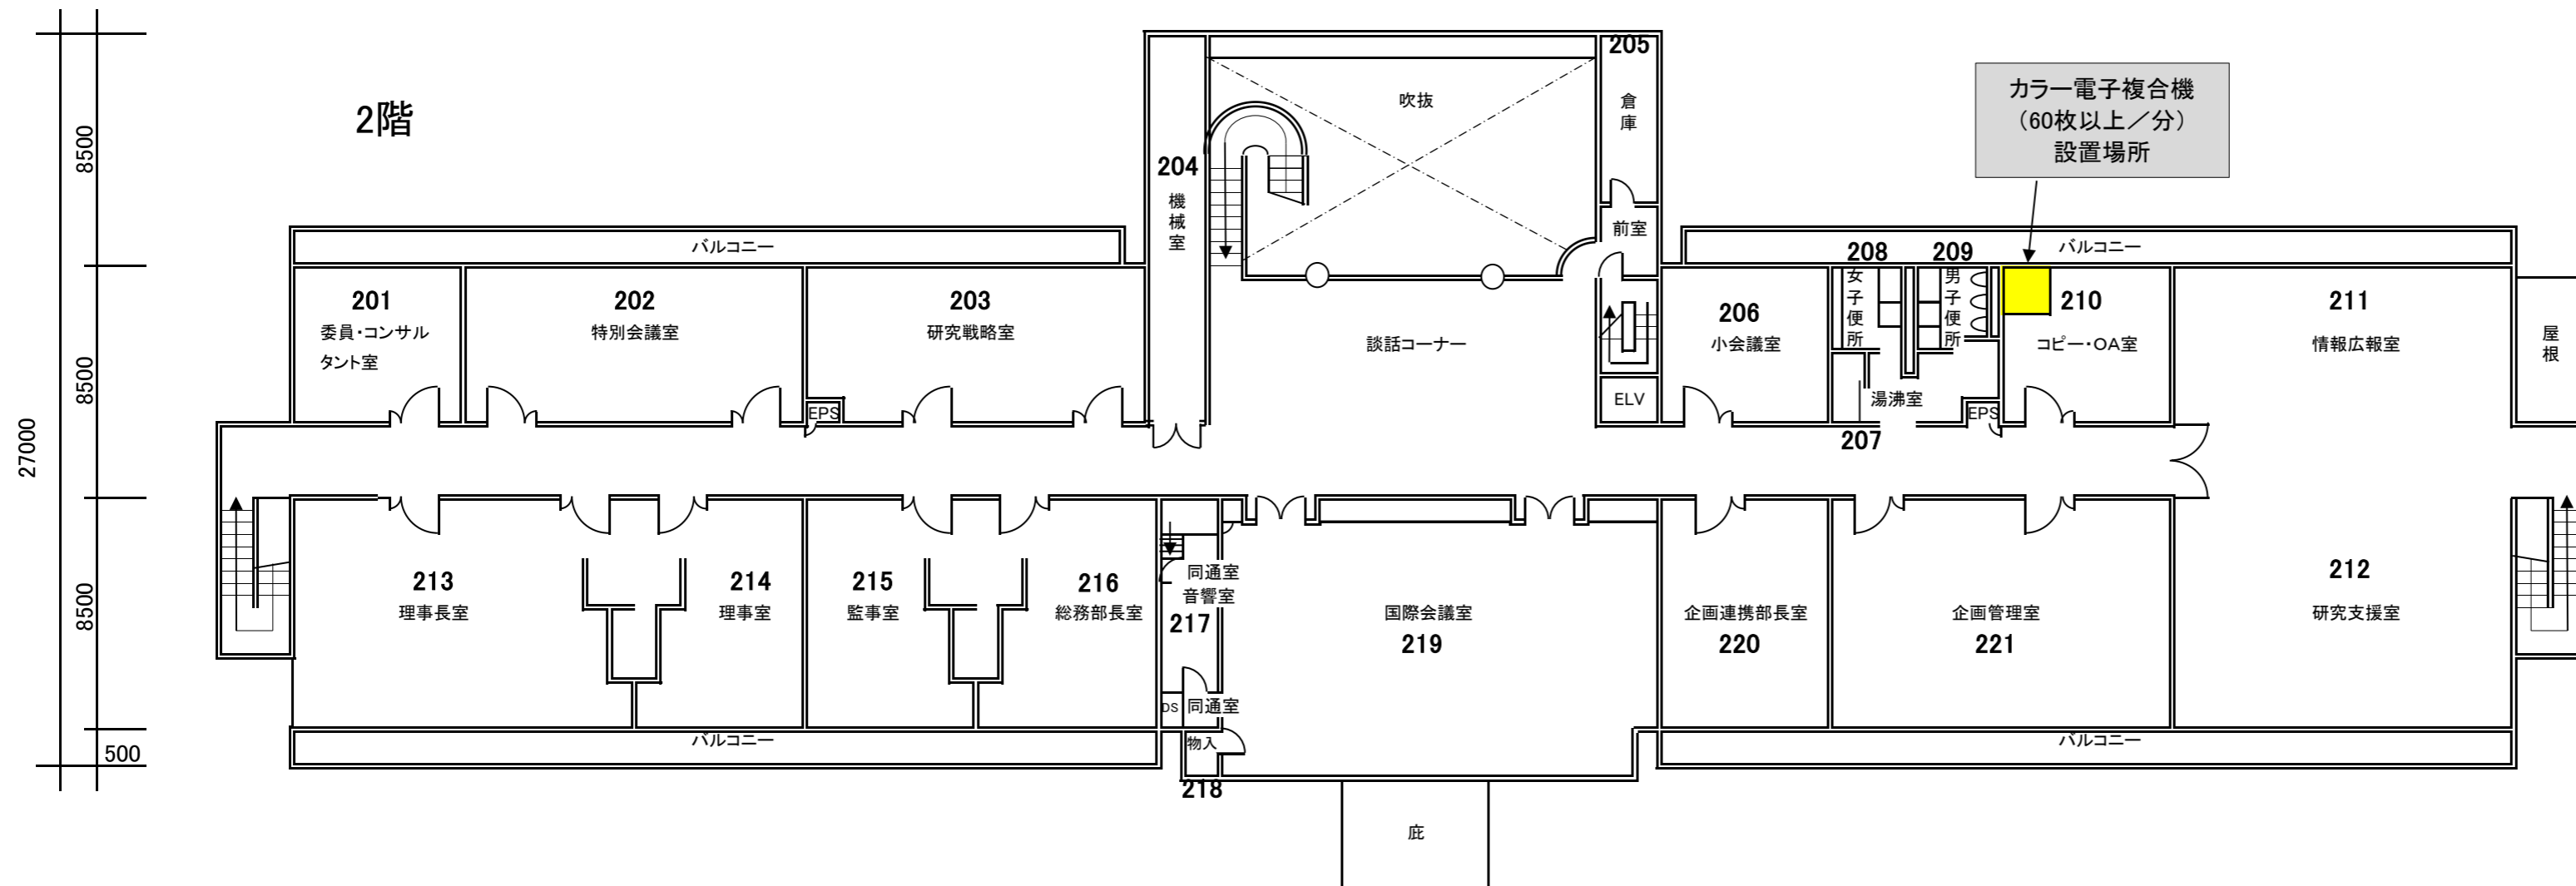 2階
8500
8500
8500
27000
500
カラー電子複合機
（60枚以上／分）
設置場所
204
機械室
吹抜
205
倉庫
前室
バルコニー
バルコニー
201
委員・コンサル
タント室
202
特別会議室
203
研究戦略室
EPS
談話コーナー
ELV
206
小会議室
208
女子便所
209
男子便所
湯沸室
207
EPS
210
コピー・OA室
211
情報広報室
屋根
213
理事長室
214
理事室
215
監事室
216
総務部長室
同通室
音響室
217
DS
同通室
物入
218
国際会議室
219
企画連携部長室
220
企画管理室
221
212
研究支援室
バルコニー
バルコニー
庇